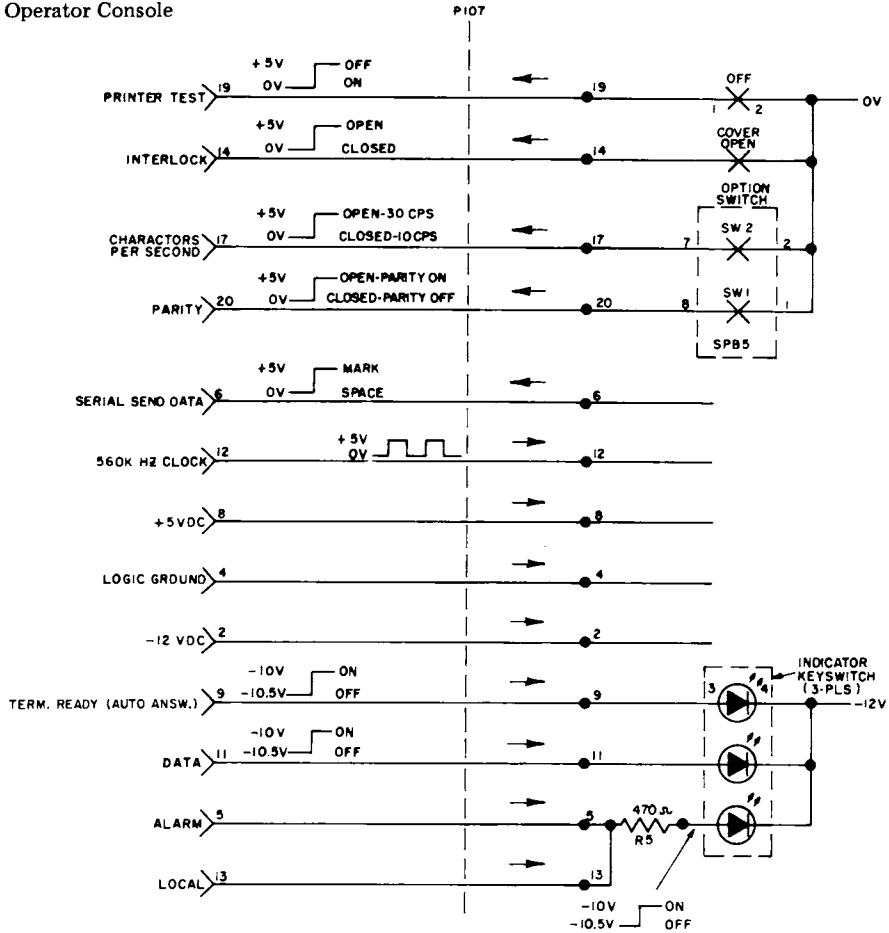 Operator Console
P107
+5V OFF
0V ON
PRINTER TEST 19
19
OFF
1 2
0V
+5V OPEN
0V CLOSED
INTERLOCK 14
14
COVER
OPEN
OPTION
SWITCH
+5V OPEN-30 CPS
0V CLOSED-10CPS
CHARACTORS
PER SECOND 17
17
7 SW 2 2
+5V OPEN-PARITY ON
0V CLOSED-PARITY OFF
PARITY 20
20
8 SW 1 1
SPB5
+5V MARK
0V SPACE
SERIAL SEND DATA 6
6
+5V
0V
560K HZ CLOCK 12
12
+5VDC 8
8
LOGIC GROUND 4
4
-12 VDC 2
2
-10V ON
-10.5V OFF
TERM. READY (AUTO ANSW.) 9
9
3 4
INDICATOR
KEYSWITCH
(3-PLS)
-12V
-10V ON
-10.5V OFF
DATA 11
11
ALARM 5
5
470 Ω
R5
LOCAL 13
13
-10V ON
-10.5V OFF